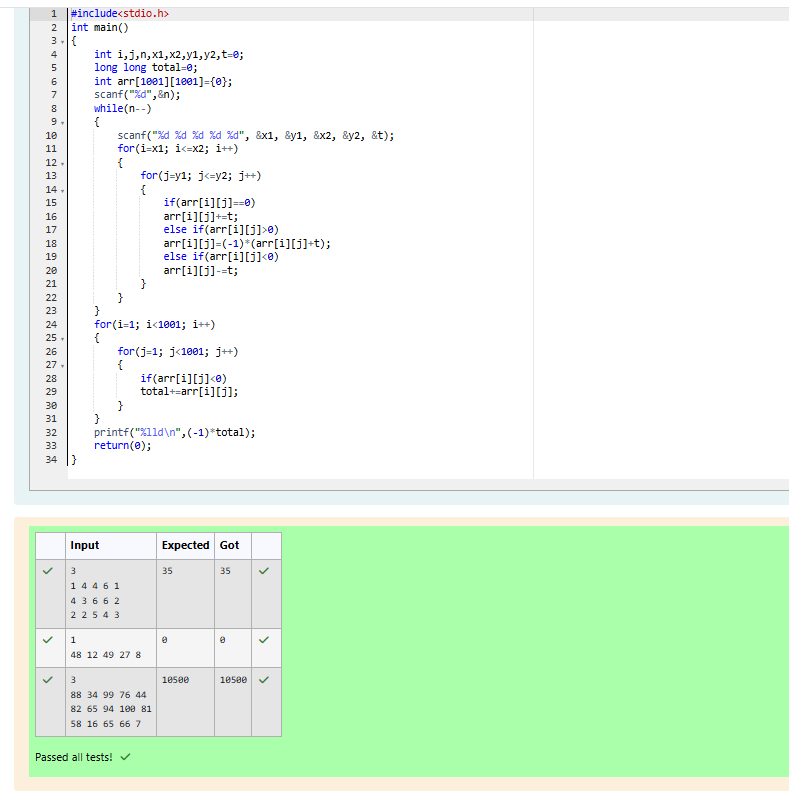 1 #include<stdio.h>
2 int main()
3 {
4 int i,j,n,x1,x2,y1,y2,t=0;
5 long long total=0;
6 int arr[1001][1001]={0};
7 scanf("%d",&n);
8 while(n--)
9 {
10 scanf("%d %d %d %d %d", &x1, &y1, &x2, &y2, &t);
11 for(i=x1; i<=x2; i++)
12 {
13 for(j=y1; j<=y2; j++)
14 {
15 if(arr[i][j]==0)
16 arr[i][j]+=t;
17 else if(arr[i][j]>0)
18 arr[i][j]=(-1)*(arr[i][j]+t);
19 else if(arr[i][j]<0)
20 arr[i][j]-=t;
21 }
22 }
23 }
24 for(i=1; i<1001; i++)
25 {
26 for(j=1; j<1001; j++)
27 {
28 if(arr[i][j]<0)
29 total+=arr[i][j];
30 }
31 }
32 printf("%lld\n",(-1)*total);
33 return(0);
34 }
Input Expected Got
3 35 35
1 4 4 6 1
4 3 6 6 2
2 2 5 4 3
1 0 0
48 12 49 27 8
3 10500 10500
88 34 99 76 44
82 65 94 100 81
58 16 65 66 7
Passed all tests!